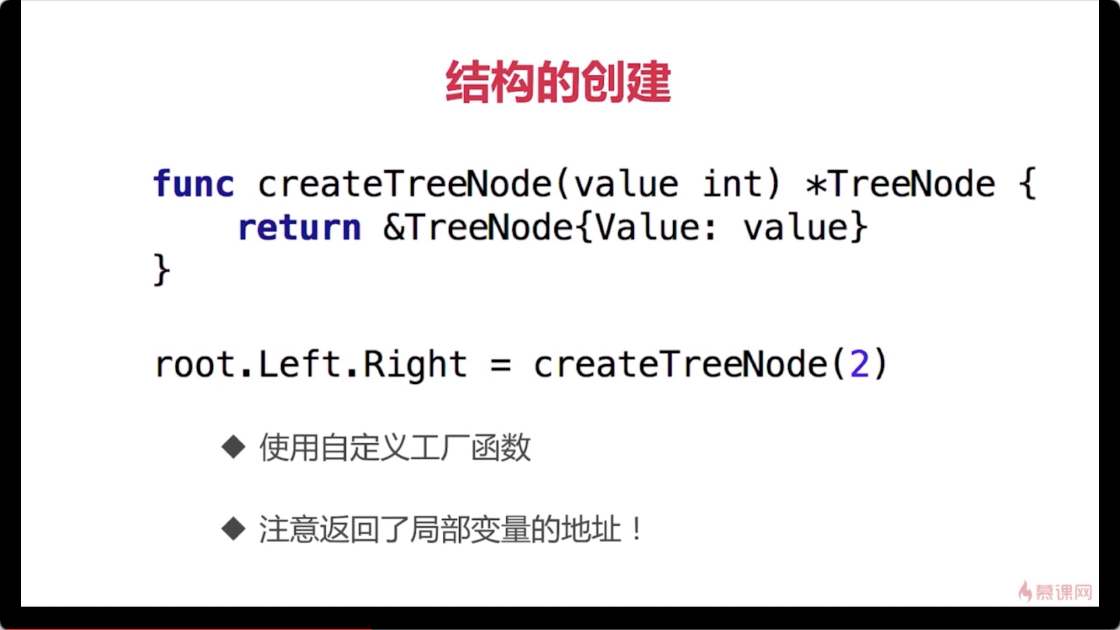 结构的创建
func createTreeNode(value int) *TreeNode {
    return &TreeNode{Value: value}
}
root.Left.Right = createTreeNode(2)
◆ 使用自定义工厂函数
◆ 注意返回了局部变量的地址！
慕课网